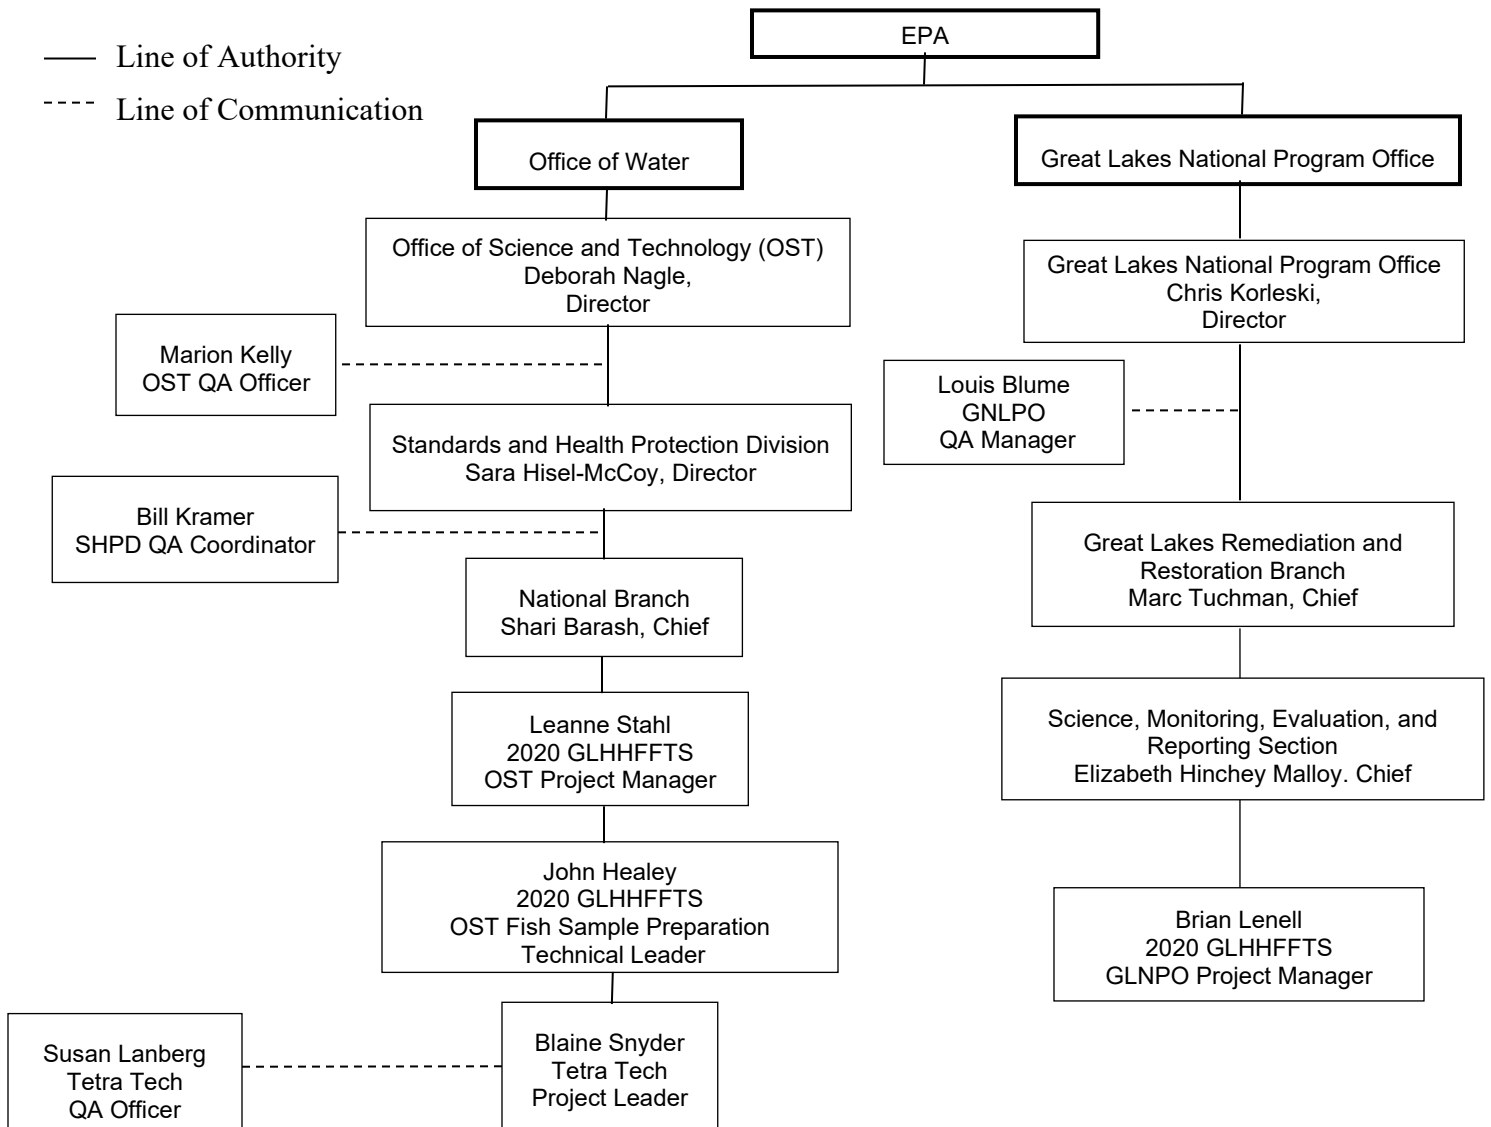 EPA
Line of Authority
Line of Communication
Office of Water
Great Lakes National Program Office
Office of Science and Technology (OST)
Deborah Nagle,
Director
Great Lakes National Program Office
Chris Korleski,
Director
Marion Kelly
OST QA Officer
Louis Blume
GNLPO
QA Manager
Standards and Health Protection Division
Sara Hisel-McCoy, Director
Bill Kramer
SHPD QA Coordinator
Great Lakes Remediation and
Restoration Branch
Marc Tuchman, Chief
National Branch
Shari Barash, Chief
Leanne Stahl
2020 GLHHFFTS
OST Project Manager
Science, Monitoring, Evaluation, and
Reporting Section
Elizabeth Hinchey Malloy. Chief
John Healey
2020 GLHHFFTS
OST Fish Sample Preparation
Technical Leader
Brian Lenell
2020 GLHHFFTS
GLNPO Project Manager
Susan Lanberg
Tetra Tech
QA Officer
Blaine Snyder
Tetra Tech
Project Leader